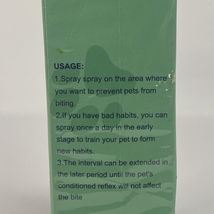 USAGE:
1.Spray spray on the area where
you want to prevent pets from
biting.
2.If you have bad habits, you can
spray once a day in the early
stage to train your pet to form
new habits.
3.The interval can be extended in
the later period until the pet's
conditioned reflex will not affect
the bite